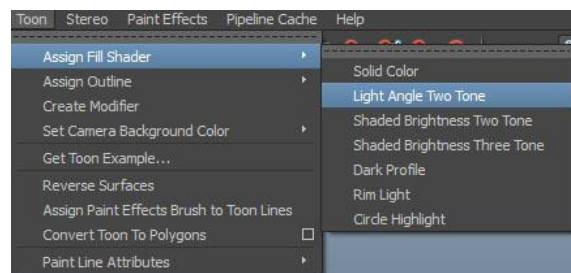 Toon Stereo Paint Effects Pipeline Cache Help
Assign Fill Shader
Assign Outline
Create Modifier
Set Camera Background Color
Get Toon Example...
Reverse Surfaces
Assign Paint Effects Brush to Toon Lines
Convert Toon To Polygons
Paint Line Attributes
Solid Color
Light Angle Two Tone
Shaded Brightness Two Tone
Shaded Brightness Three Tone
Dark Profile
Rim Light
Circle Highlight